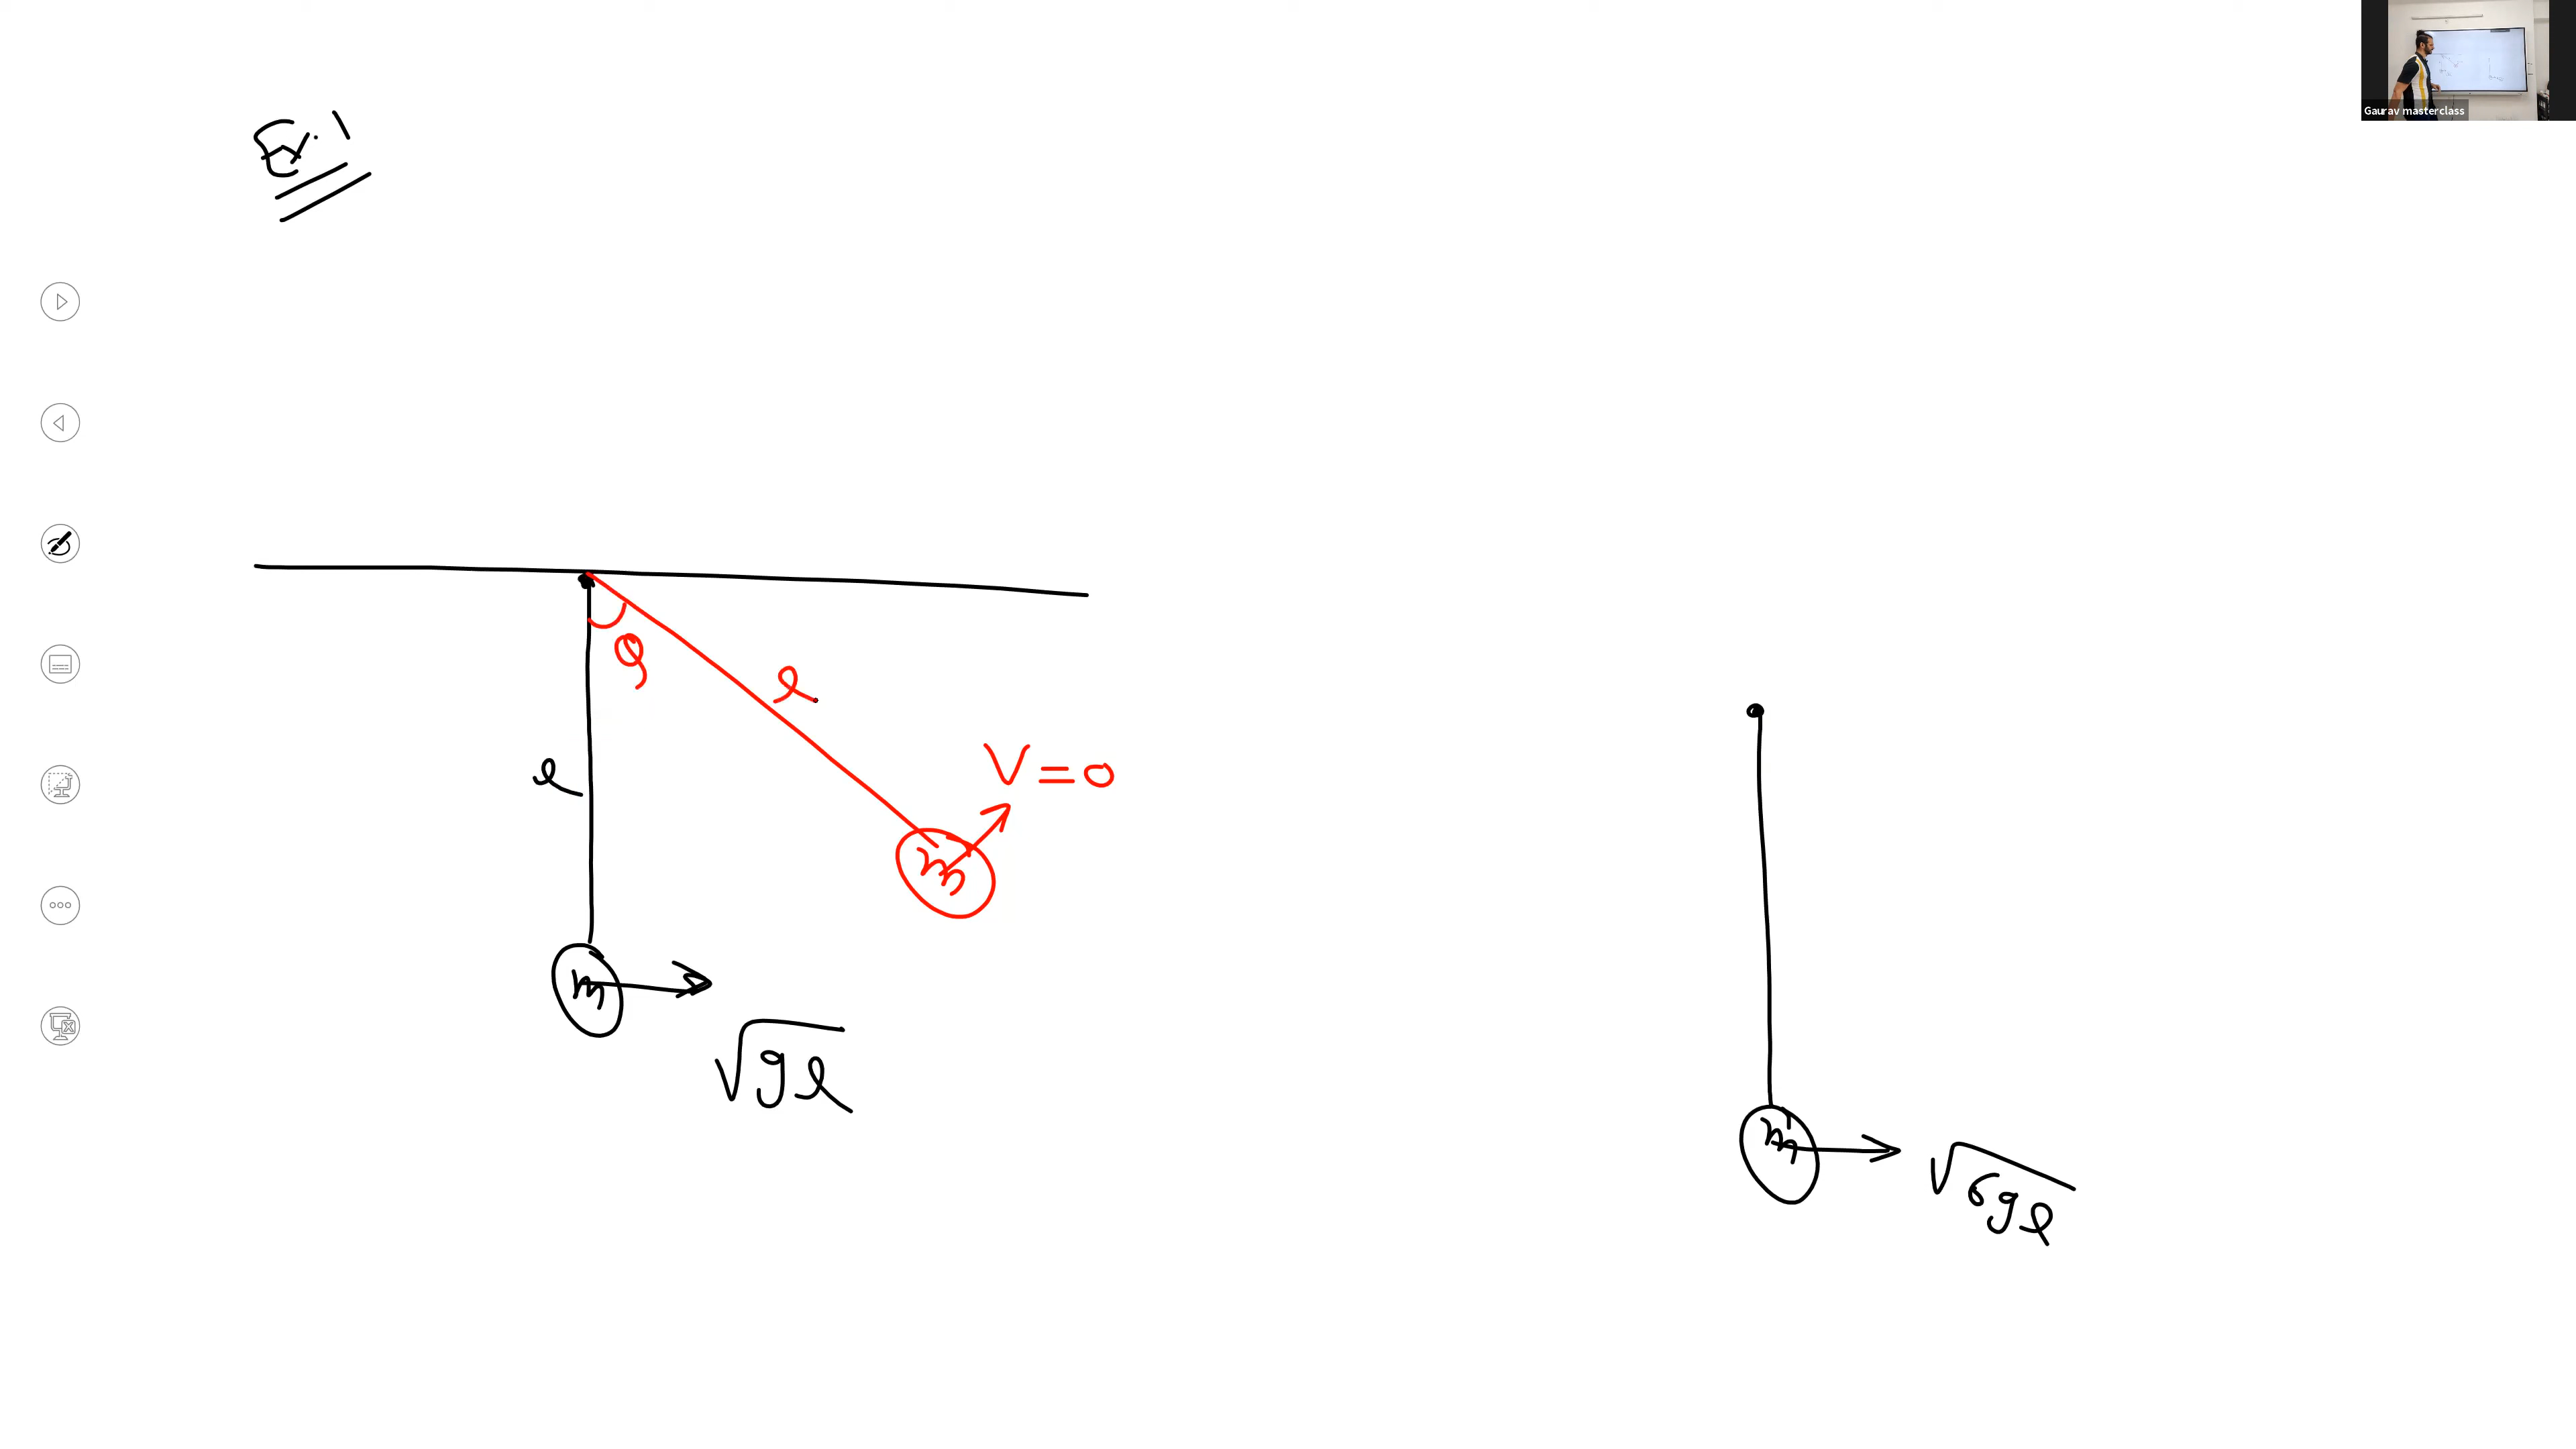 Gaurav masterclass
Ex. 1
θ
l
V = 0
l
m
m
√gl
m
√6gl